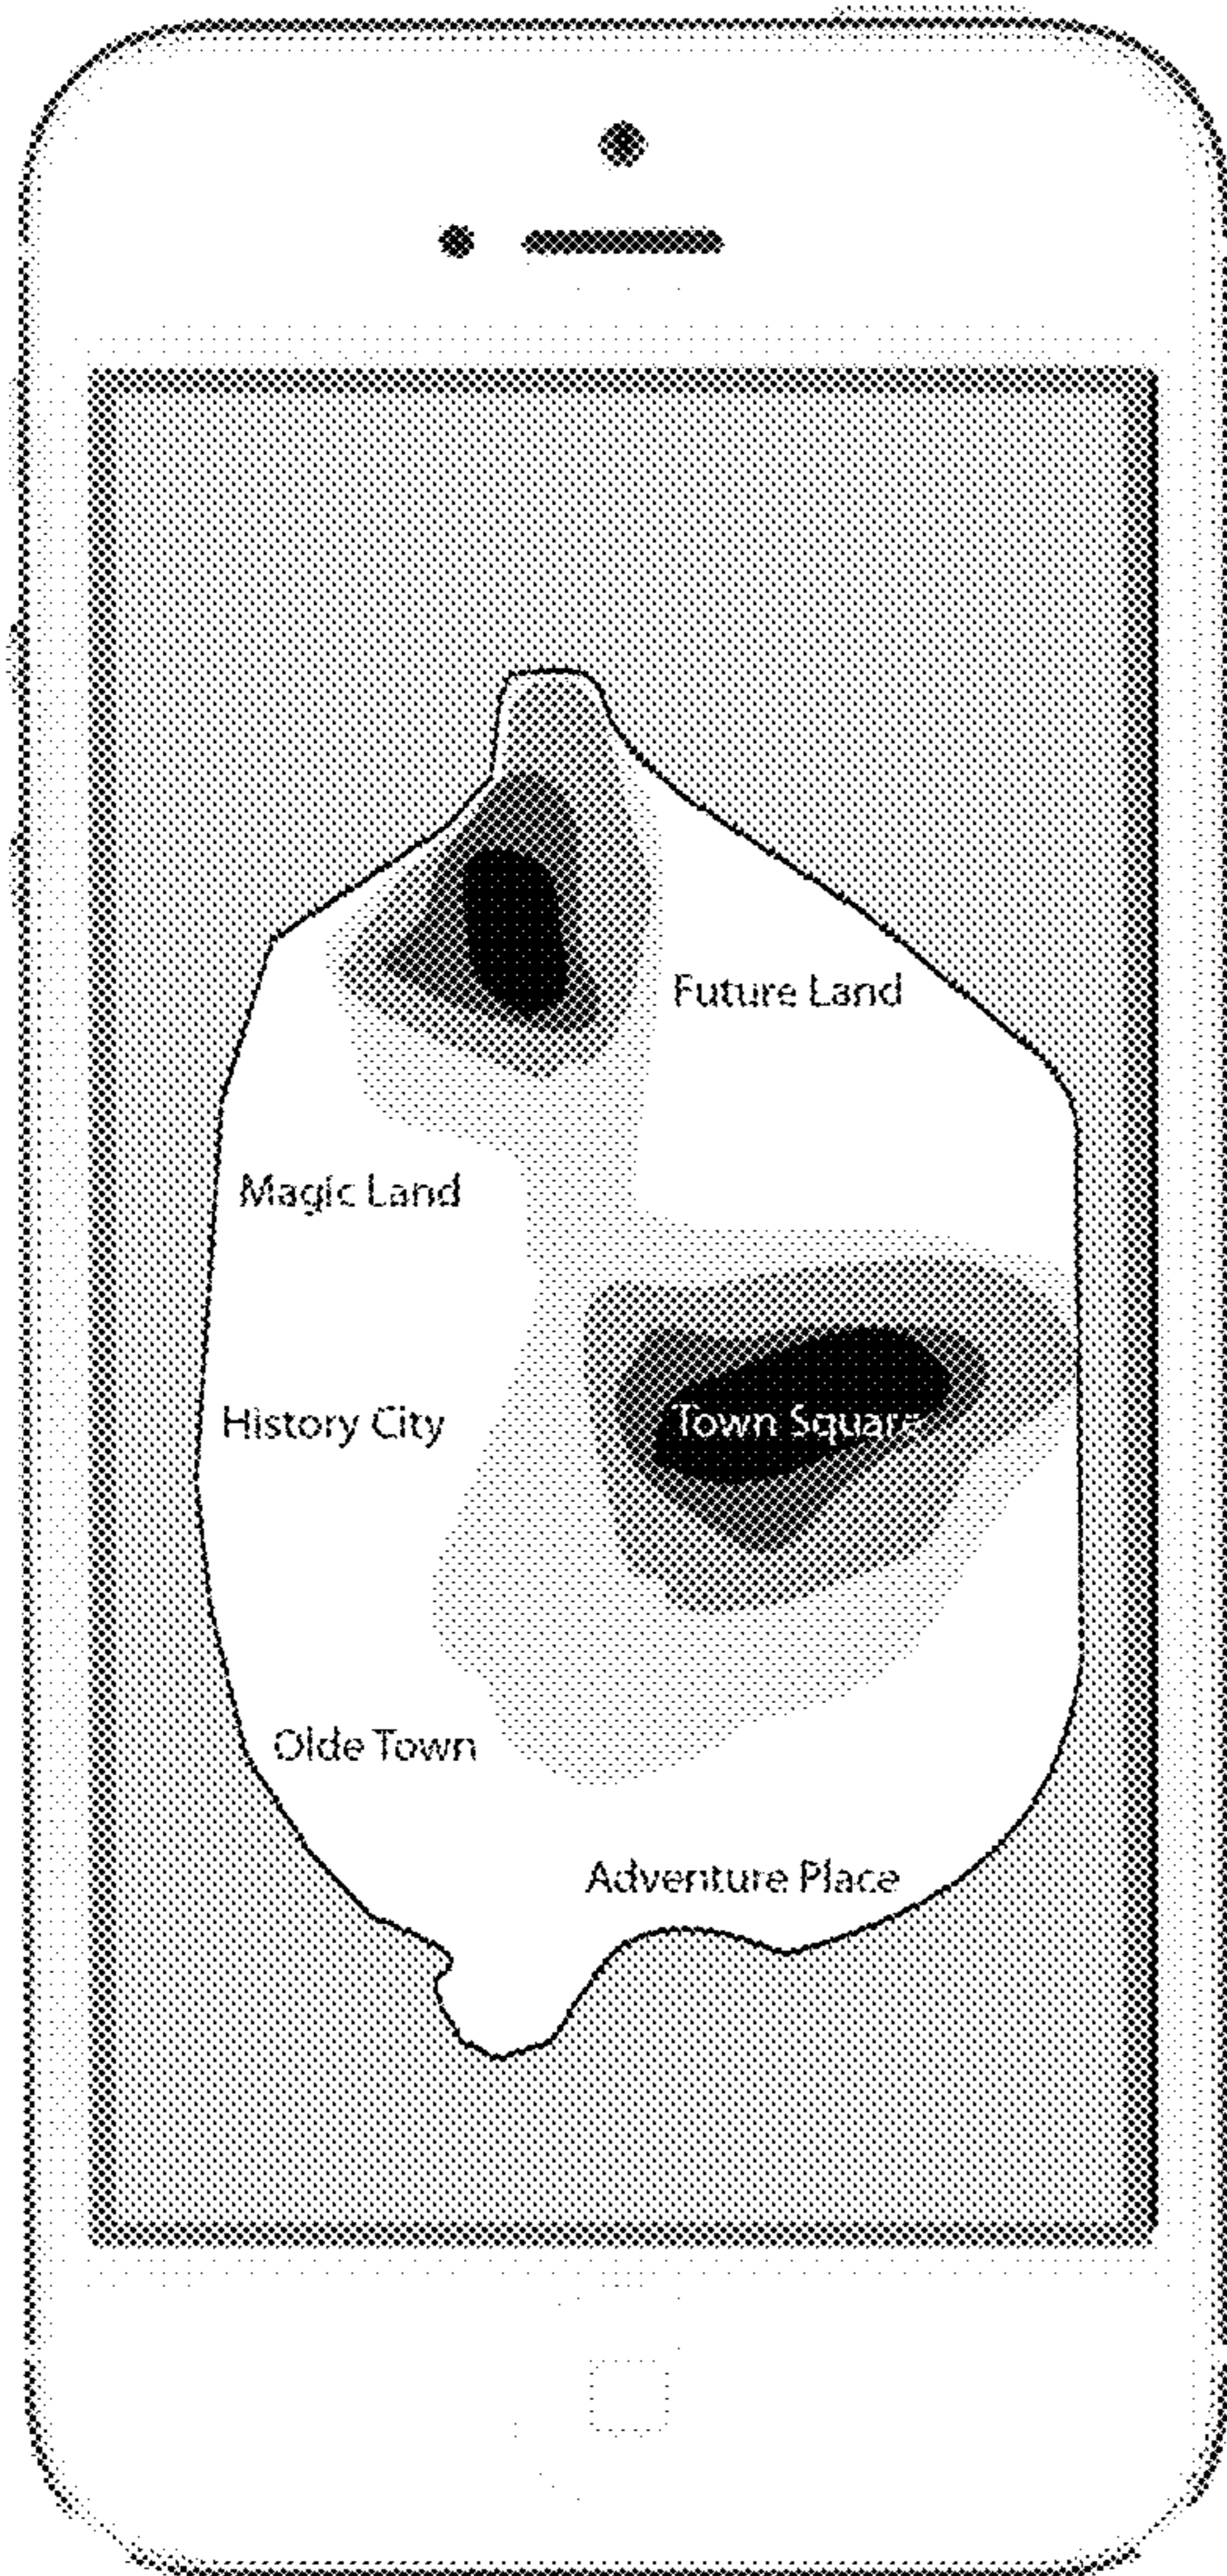 Future Land
Magic Land
History City
Town Square
Olde Town
Adventure Place